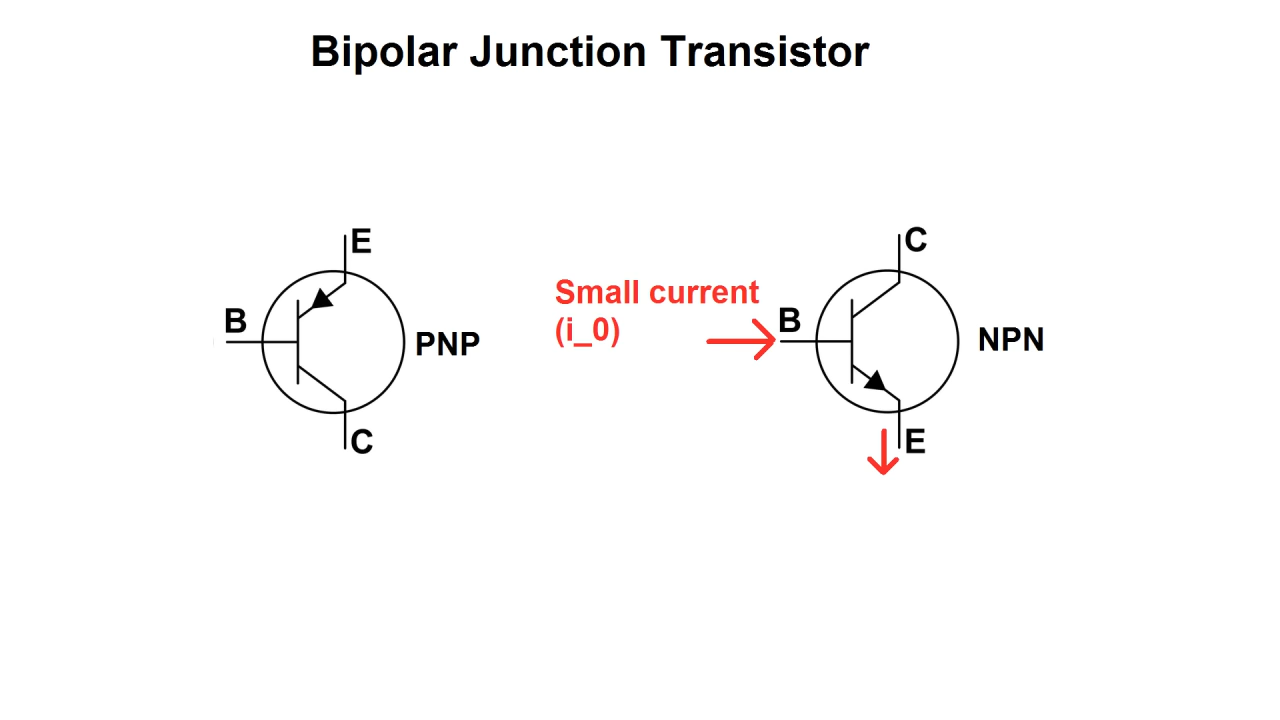 Bipolar Junction Transistor
E
B
PNP
C
Small current
(i_0)
C
B
NPN
E